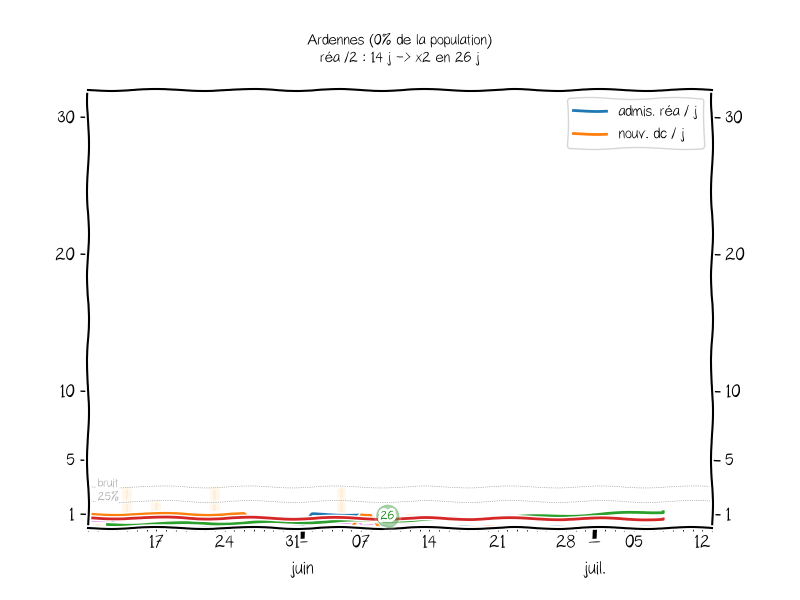 Ardennes (0% de la population)
réa /2 : 14 j -> x2 en 26 j
admis. réa / j
nouv. dc / j
30 30
20 20
10 10
5 5
bruit
25%
1 26 1
17 24 31 07 14 21 28 05 12
juin juil.